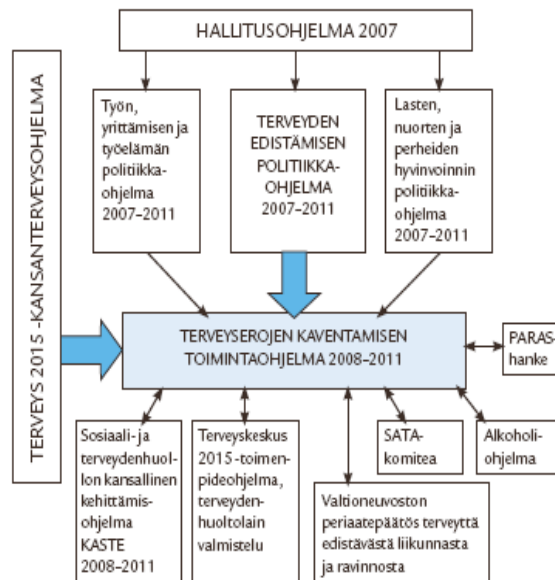 HALLITUSOHJELMA 2007
TERVEYS 2015 -KANSANTERVEYSOHJELMA
Työn,
yrittämisen ja
työelämän
politiikka-
ohjelma
2007–2011
TERVEYDEN
EDISTÄMISEN
POLITIIKKA-
OHJELMA
2007–2011
Lasten,
nuorten ja
perheiden
hyvinvoinnin
politiikka-
ohjelma
2007–2011
TERVEYSEROJEN KAVENTAMISEN
TOIMINTAOHJELMA 2008–2011
PARAS-
hanke
Sosiaali- ja
terveydenhuol-
lon kansallinen
kehittämis-
ohjelma
KASTE
2008–2011
Terveyskeskus
2015 -toimen-
pideohjelma,
terveyden-
huoltolain
valmistelu
SATA-
komitea
Alkoholi-
ohjelma
Valtioneuvoston
periaatepäätös terveyttä
edistävästä liikunnasta
ja ravinnosta